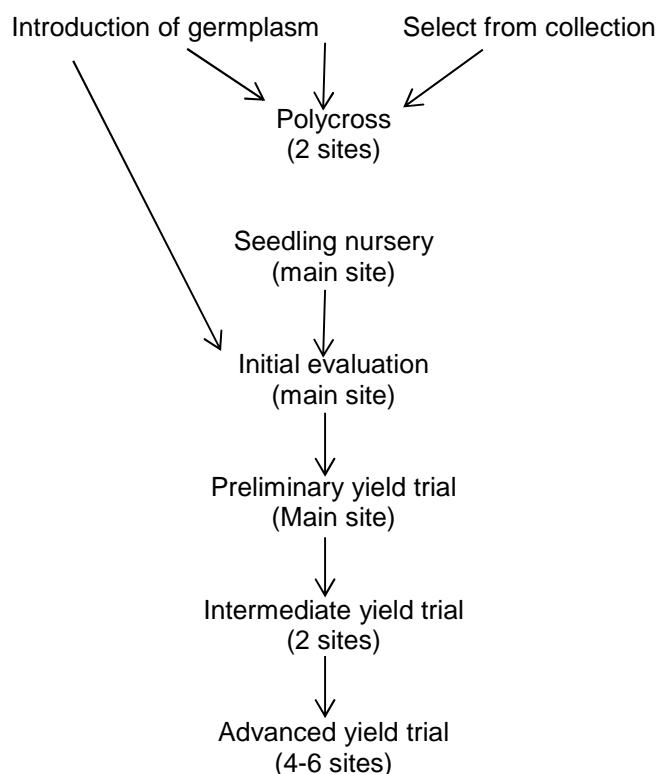 Introduction of germplasm
Select from collection
Polycross
(2 sites)
Seedling nursery
(main site)
Initial evaluation
(main site)
Preliminary yield trial
(Main site)
Intermediate yield trial
(2 sites)
Advanced yield trial
(4-6 sites)